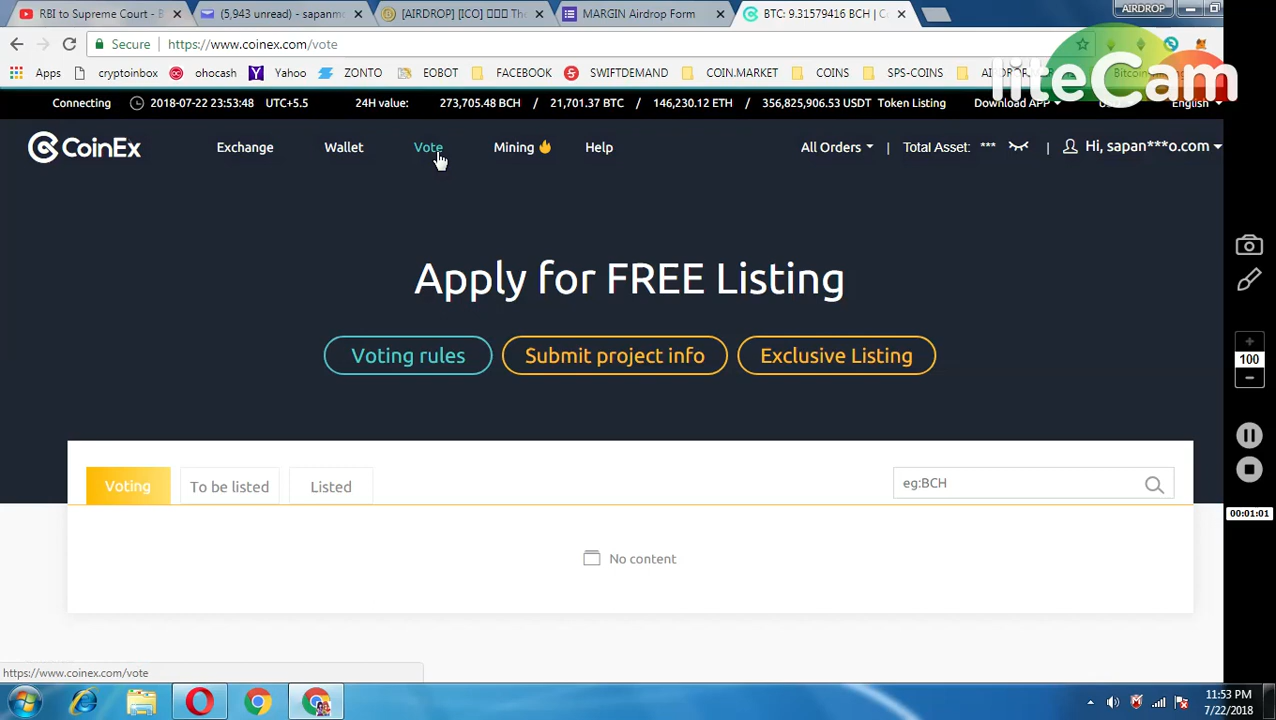 RBI to Supreme Court - B
(5,943 unread) - sapanmo
[AIRDROP] [ICO]
MARGIN Airdrop Form
BTC: 9.31579416 BCH | C
AIRDROP
Secure
https://www.coinex.com/vote
Apps
cryptoinbox
ohocash
Yahoo
EOBOT
FACEBOOK
SWIFTDEMAND
COIN.MARKET
COINS
SPS-COINS
liteCam
Connecting
2018-07-22 23:53:48
UTC+5.5
24H value:
273,705.48 BCH / 21,701.37 BTC / 146,230.12 ETH / 356,825,906.53 USDT
Token Listing
Download APP
English
CoinEx
Exchange
Wallet
Vote
Mining
Help
All Orders
Total Asset: ***
Hi, sapan***o.com
Apply for FREE Listing
Voting rules
Submit project info
Exclusive Listing
100
Voting
To be listed
Listed
eg:BCH
00:01:01
No content
https://www.coinex.com/vote
11:53 PM
7/22/2018